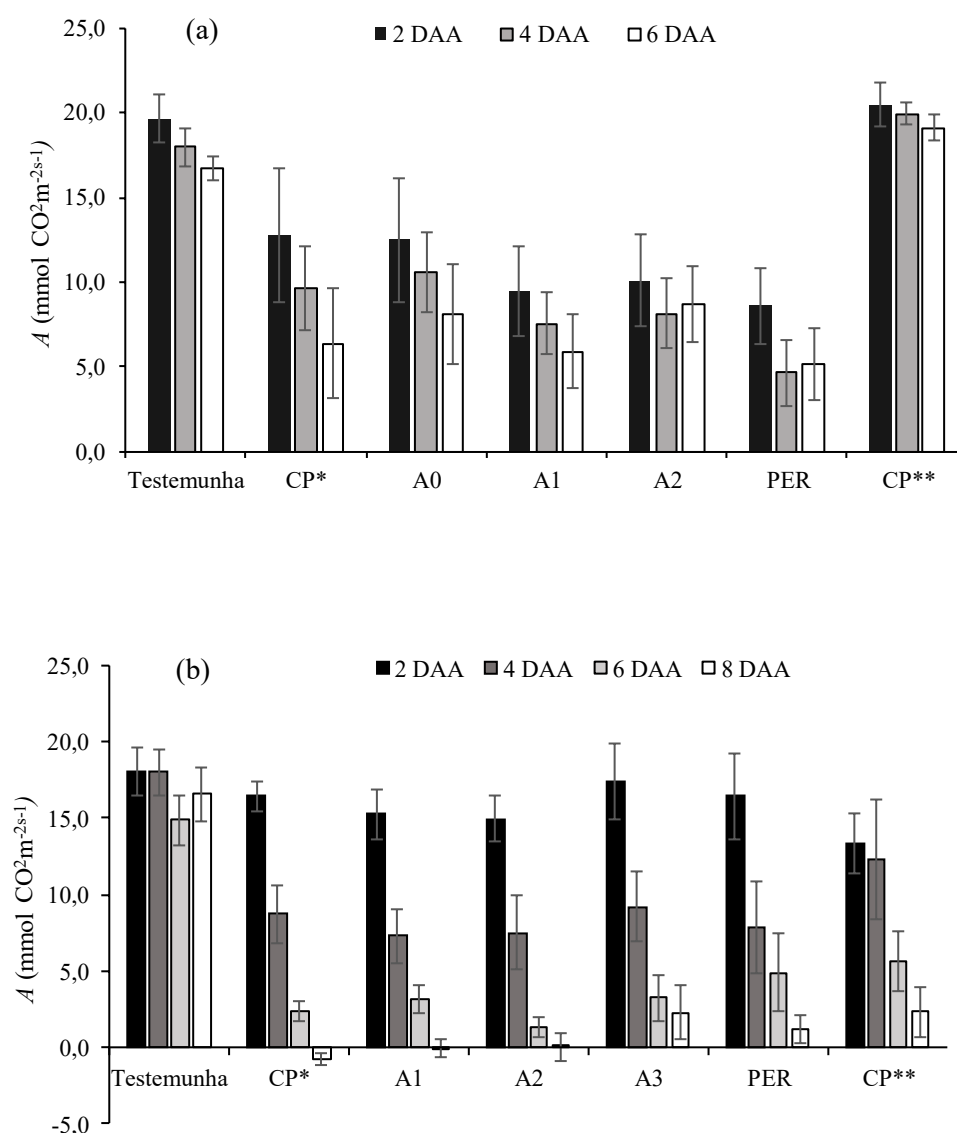 (a)
2 DAA 4 DAA 6 DAA
25,0
20,0
15,0
10,0
5,0
0,0
A (mmol CO²m⁻²ˢ⁻¹)
Testemunha CP* A0 A1 A2 PER CP**
(b)
2 DAA 4 DAA 6 DAA 8 DAA
25,0
20,0
15,0
10,0
5,0
0,0
-5,0
A (mmol CO²m⁻²ˢ⁻¹)
Testemunha CP* A1 A2 A3 PER CP**